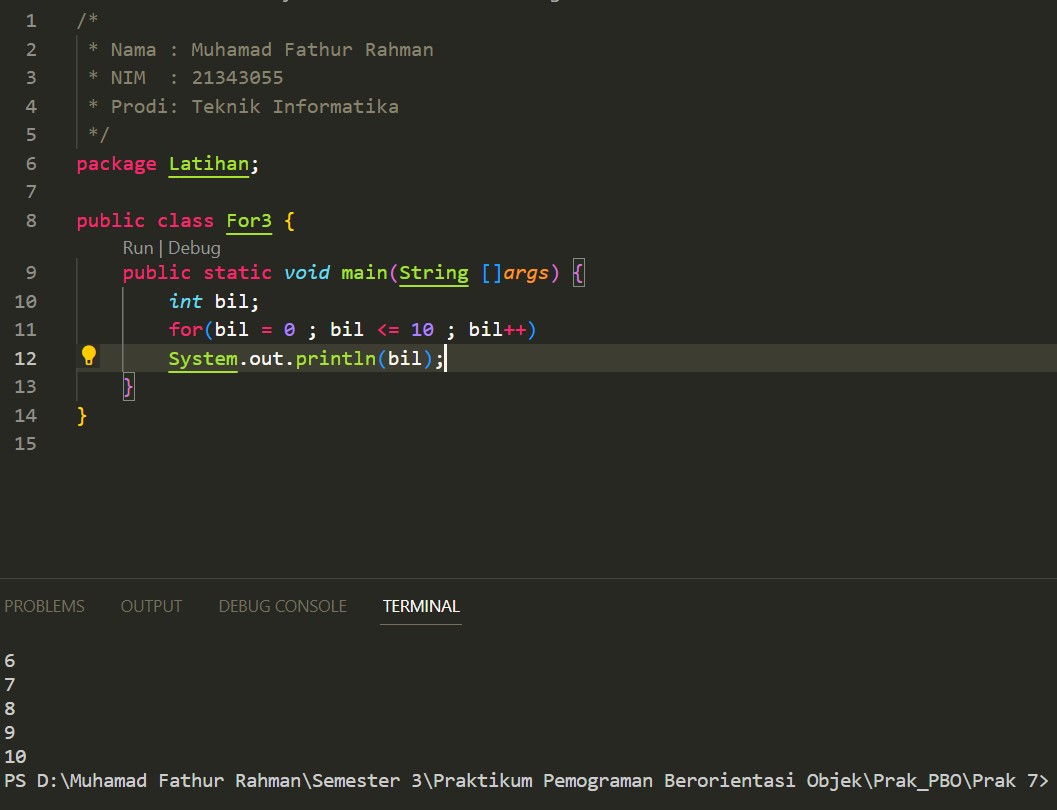 1 /*
2  * Nama : Muhamad Fathur Rahman
3  * NIM  : 21343055
4  * Prodi: Teknik Informatika
5  */
6 package Latihan;
7
8 public class For3 {
Run | Debug
9     public static void main(String []args) {
10         int bil;
11         for(bil = 0 ; bil <= 10 ; bil++)
12         System.out.println(bil);
13     }
14 }
15
PROBLEMS OUTPUT DEBUG CONSOLE TERMINAL
6
7
8
9
10
PS D:\Muhamad Fathur Rahman\Semester 3\Praktikum Pemograman Berorientasi Objek\Prak_PBO\Prak 7>